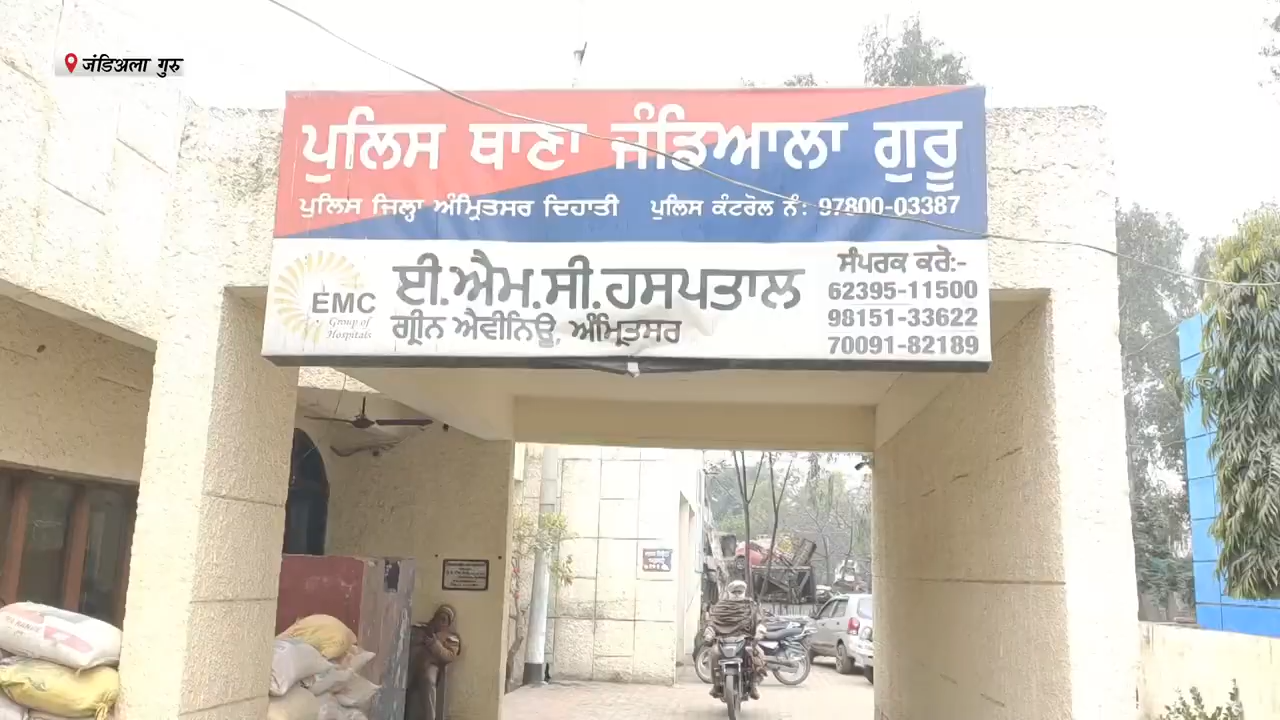 जंडिअला गुरु
ਪੁਲਿਸ ਥਾਣਾ ਜੰਡਿਆਲਾ ਗੁਰੂ
ਪੁਲਿਸ ਜਿਲ੍ਹਾ ਅੰਮ੍ਰਿਤਸਰ ਦਿਹਾਤੀ ਪੁਲਿਸ ਕੰਟਰੋਲ ਨੰ: 97800-03387
EMC
Group of
Hospitals
ਈ.ਐਮ.ਸੀ.ਹਸਪਤਾਲ
ਗ੍ਰੀਨ ਐਵੀਨਿਊ, ਅੰਮ੍ਰਿਤਸਰ
ਸੰਪਰਕ ਕਰੋ:-
62395-11500
98151-33622
70091-82189